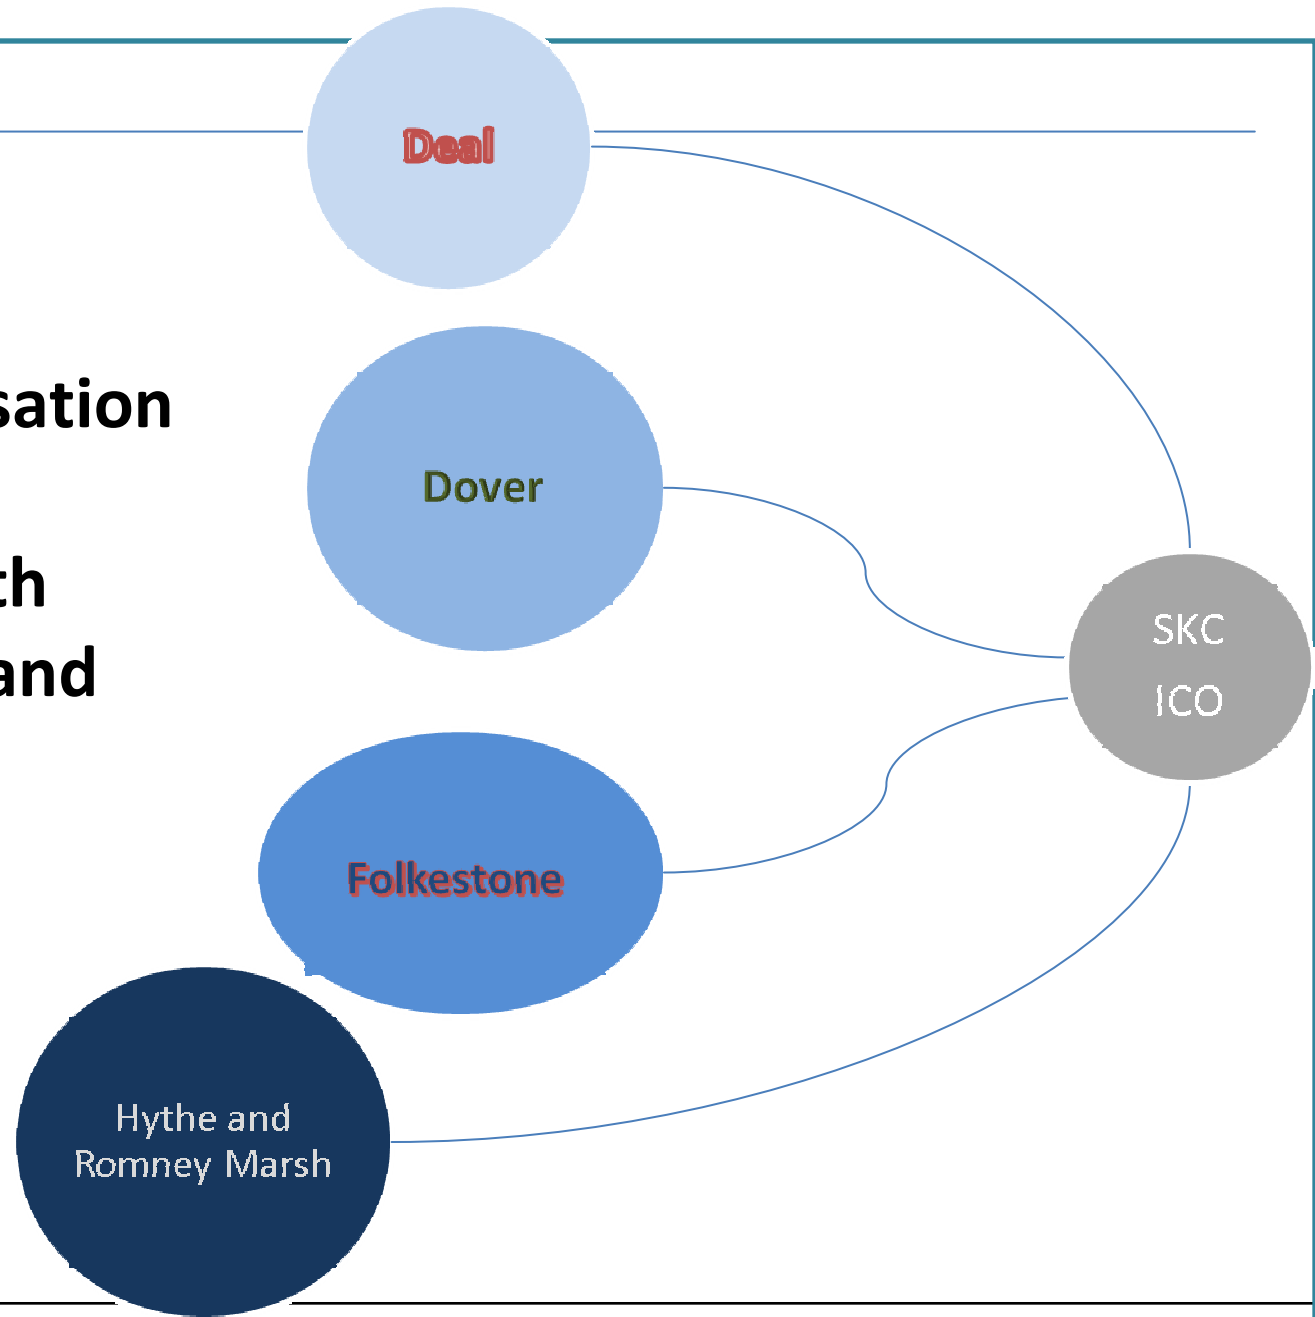 Deal
sation
Dover
th
SKC
and
ICO
Folkestone
Hythe and
Romney Marsh